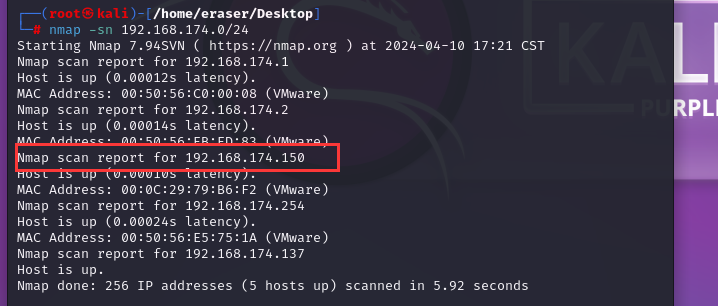 (root㉿kali)-[/home/eraser/Desktop]
# nmap -sn 192.168.174.0/24
Starting Nmap 7.94SVN ( https://nmap.org ) at 2024-04-10 17:21 CST
Nmap scan report for 192.168.174.1
Host is up (0.00012s latency).
MAC Address: 00:50:56:C0:00:08 (VMware)
Nmap scan report for 192.168.174.2
Host is up (0.00014s latency).
MAC Address: 00:50:56:FB:ED:83 (VMware)
Nmap scan report for 192.168.174.150
Host is up (0.00010s latency).
MAC Address: 00:0C:29:79:B6:F2 (VMware)
Nmap scan report for 192.168.174.254
Host is up (0.00024s latency).
MAC Address: 00:50:56:E5:75:1A (VMware)
Nmap scan report for 192.168.174.137
Host is up.
Nmap done: 256 IP addresses (5 hosts up) scanned in 5.92 seconds
KALI
PURPLE